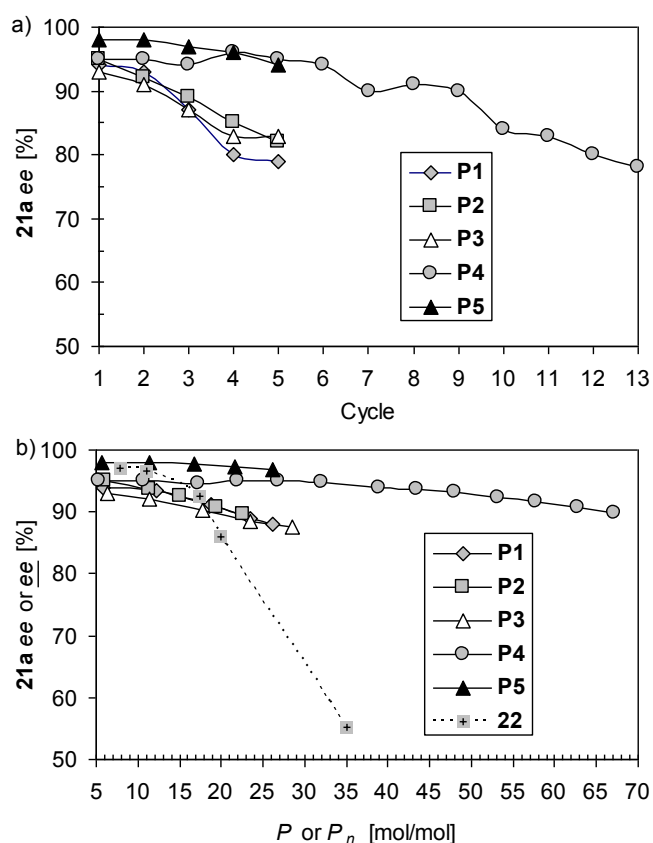 a)
100
90
80
70
60
50
21a ee [%]
P1
P2
P3
P4
P5
1 2 3 4 5 6 7 8 9 10 11 12 13
Cycle
b)
100
90
80
70
60
50
21a ee or ee [%]
P1
P2
P3
P4
P5
22
5 10 15 20 25 30 35 40 45 50 55 60 65 70
P or Pn [mol/mol]